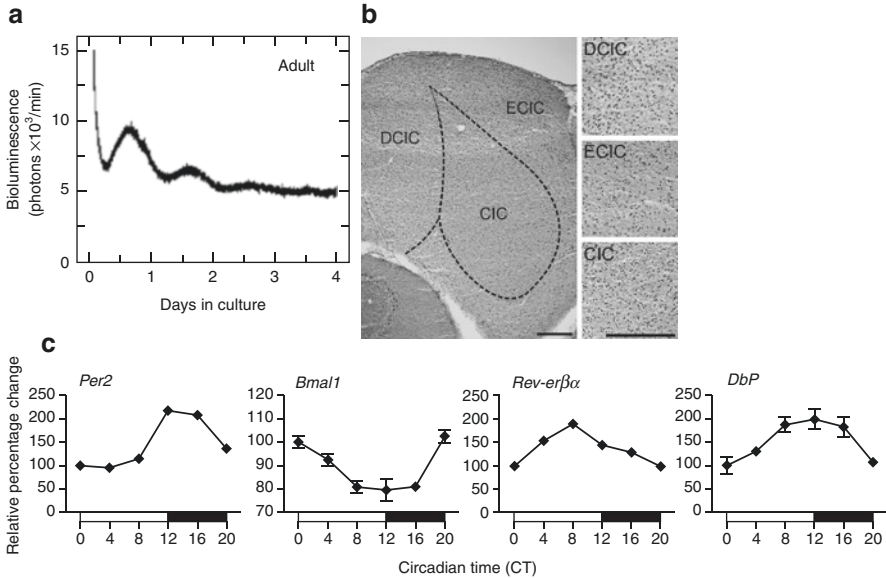 a
Bioluminescence
(photons ×10³/min)
15
10
5
0
Adult
0 1 2 3 4
Days in culture
b
DCIC
ECIC
CIC
DCIC
ECIC
CIC
c
Relative percentage change
Per2
250
200
150
100
50
0
0 4 8 12 16 20
Bmal1
120
110
100
90
80
70
0 4 8 12 16 20
Rev-erβα
250
200
150
100
50
0
0 4 8 12 16 20
DbP
250
200
150
100
50
0
0 4 8 12 16 20
Circadian time (CT)